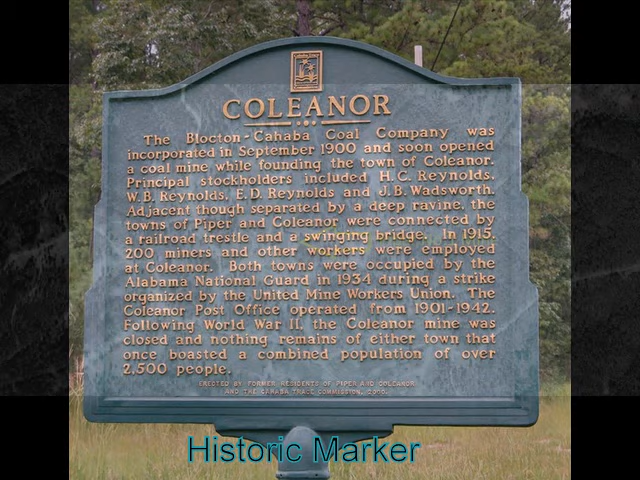 COLEANOR
The Blocton-Cahaba Coal Company was
incorporated in September 1900 and soon opened
a coal mine while founding the town of Coleanor.
Principal stockholders included H.C. Reynolds,
W.B. Reynolds, E.D. Reynolds and J.B. Wadsworth.
Adjacent though separated by a deep ravine, the
towns of Piper and Coleanor were connected by
a railroad trestle and a swinging bridge. In 1915,
200 miners and other workers were employed
at Coleanor. Both towns were occupied by the
Alabama National Guard in 1934 during a strike
organized by the United Mine Workers Union. The
Coleanor Post Office operated from 1901-1942.
Following World War II, the Coleanor mine was
closed and nothing remains of either town that
once boasted a combined population of over
2,500 people.
ERECTED BY FORMER RESIDENTS OF PIPER AND COLEANOR
AND THE CAHABA TRACE COMMISSION, 2000.
Historic Marker